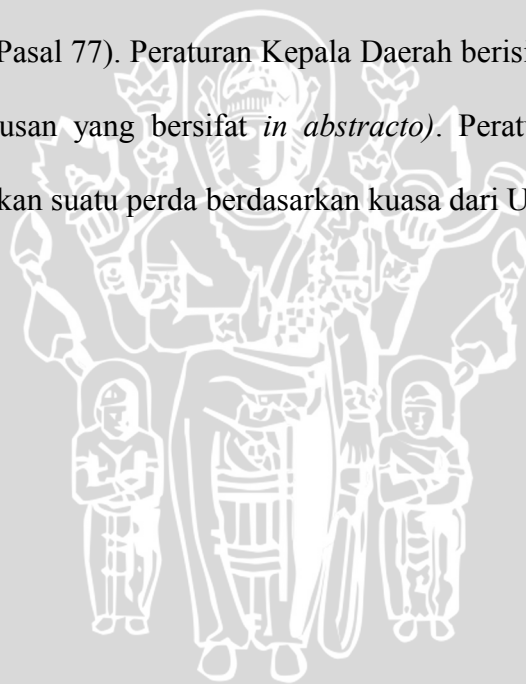 Pasal 77). Peraturan Kepala Daerah berisi
usan yang bersifat in abstracto). Perat
kan suatu perda berdasarkan kuasa dari U